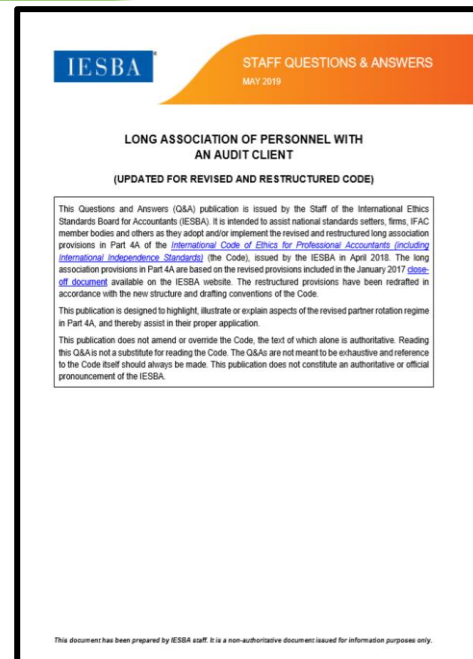 IESBA
STAFF QUESTIONS & ANSWERS
MAY 2019
LONG ASSOCIATION OF PERSONNEL WITH
AN AUDIT CLIENT
(UPDATED FOR REVISED AND RESTRUCTURED CODE)
This Questions and Answers (Q&A) publication is issued by the Staff of the International Ethics
Standards Board for Accountants (IESBA). It is intended to assist national standards setters, firms, IFAC
member bodies and others as they adopt and/or implement the revised and restructured long association
provisions in Part 4A of the International Code of Ethics for Professional Accountants (including
International Independence Standards) (the Code), issued by the IESBA in April 2018. The long
association provisions in Part 4A are based on the revised provisions included in the January 2017 close-
off document available on the IESBA website. The restructured provisions have been redrafted in
accordance with the new structure and drafting conventions of the Code.
This publication is designed to highlight, illustrate or explain aspects of the revised partner rotation regime
in Part 4A, and thereby assist in their proper application.
This publication does not amend or override the Code, the text of which alone is authoritative. Reading
this Q&A is not a substitute for reading the Code. The Q&As are not meant to be exhaustive and reference
to the Code itself should always be made. This publication does not constitute an authoritative or official
pronouncement of the IESBA.
This document has been prepared by IESBA staff. It is a non-authoritative document issued for information purposes only.